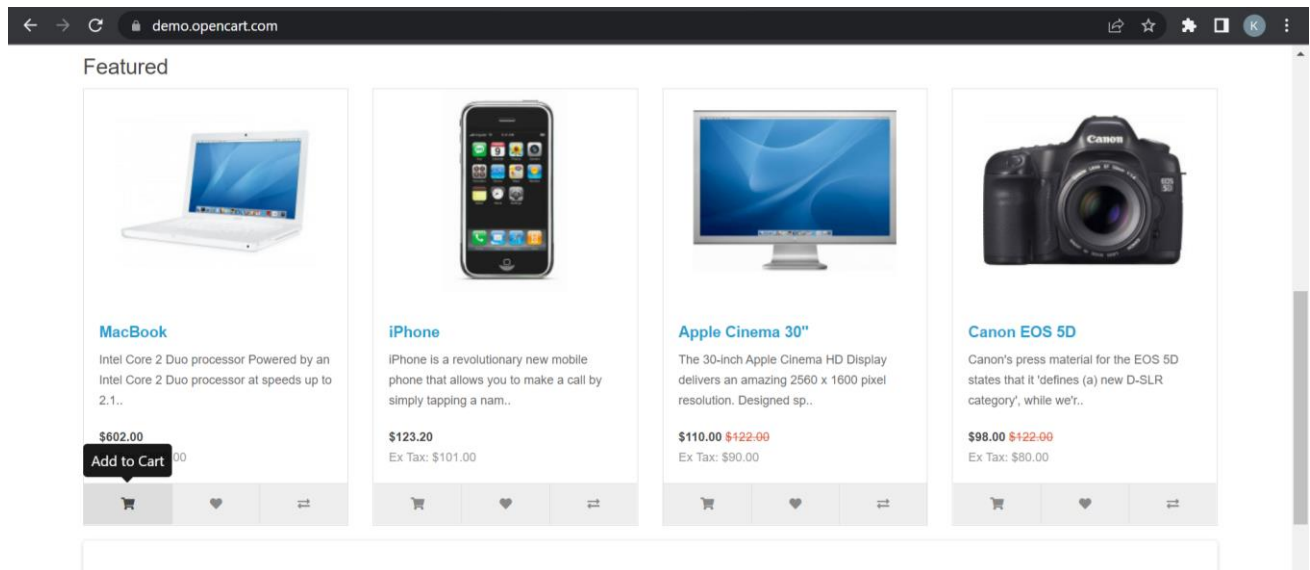 demo.opencart.com
K
Featured
Canon
EOS
5D
MacBook
Intel Core 2 Duo processor Powered by an
Intel Core 2 Duo processor at speeds up to
2.1..
$602.00
00
Add to Cart
iPhone
iPhone is a revolutionary new mobile
phone that allows you to make a call by
simply tapping a nam..
$123.20
Ex Tax: $101.00
Apple Cinema 30"
The 30-inch Apple Cinema HD Display
delivers an amazing 2560 x 1600 pixel
resolution. Designed sp..
$110.00 $122.00
Ex Tax: $90.00
Canon EOS 5D
Canon's press material for the EOS 5D
states that it 'defines (a) new D-SLR
category', while we'r..
$98.00 $122.00
Ex Tax: $80.00